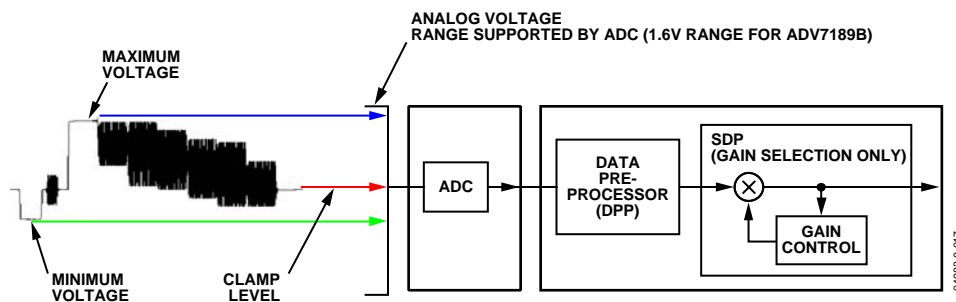 ANALOG VOLTAGE
RANGE SUPPORTED BY ADC (1.6V RANGE FOR ADV7189B)
MAXIMUM
VOLTAGE
SDP
(GAIN SELECTION ONLY)
DATA
PRE-
PROCESSOR
(DPP)
ADC
GAIN
CONTROL
MINIMUM
VOLTAGE
CLAMP
LEVEL